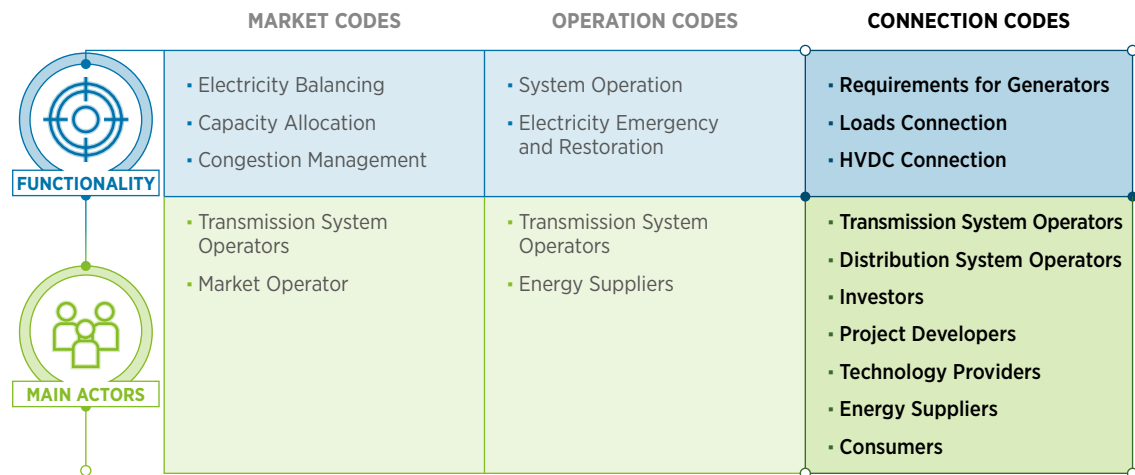 MARKET CODES
OPERATION CODES
CONNECTION CODES
FUNCTIONALITY
▪ Electricity Balancing
▪ Capacity Allocation
▪ Congestion Management
▪ System Operation
▪ Electricity Emergency
and Restoration
▪ Requirements for Generators
▪ Loads Connection
▪ HVDC Connection
MAIN ACTORS
▪ Transmission System
Operators
▪ Market Operator
▪ Transmission System
Operators
▪ Energy Suppliers
▪ Transmission System Operators
▪ Distribution System Operators
▪ Investors
▪ Project Developers
▪ Technology Providers
▪ Energy Suppliers
▪ Consumers